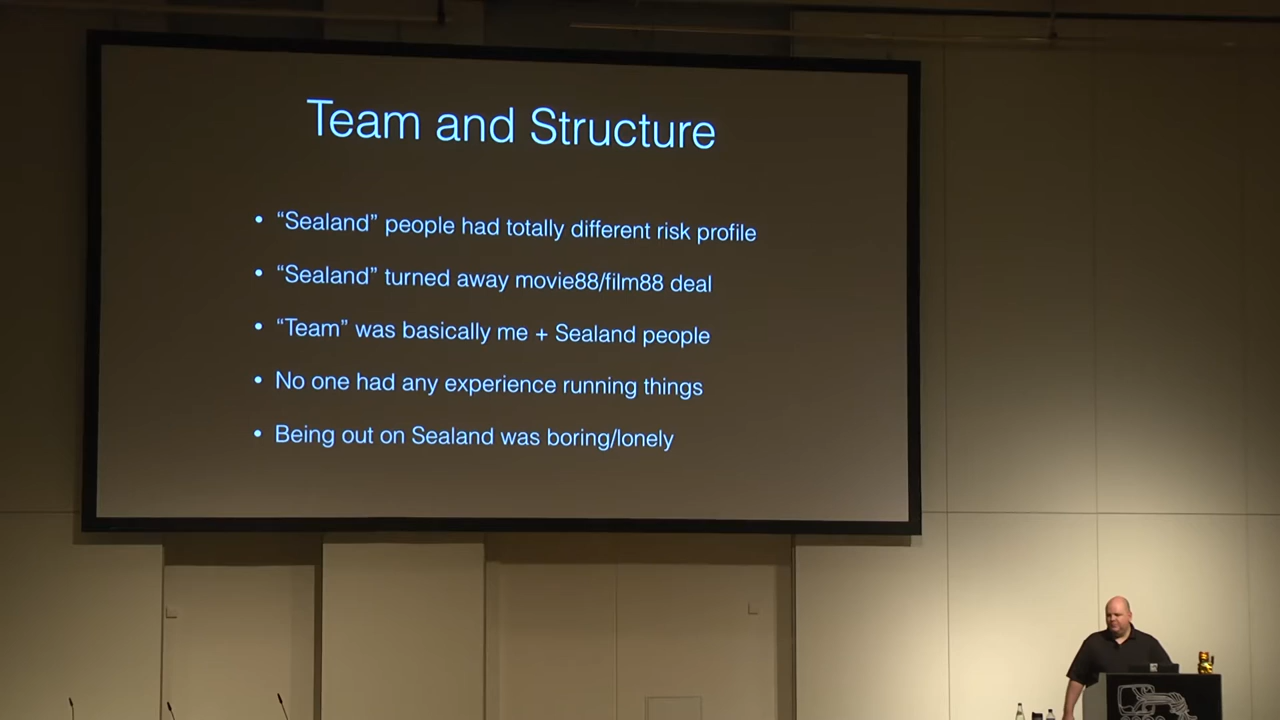 Team and Structure
• “Sealand” people had totally different risk profile
• “Sealand” turned away movie88/film88 deal
• “Team” was basically me + Sealand people
• No one had any experience running things
• Being out on Sealand was boring/lonely